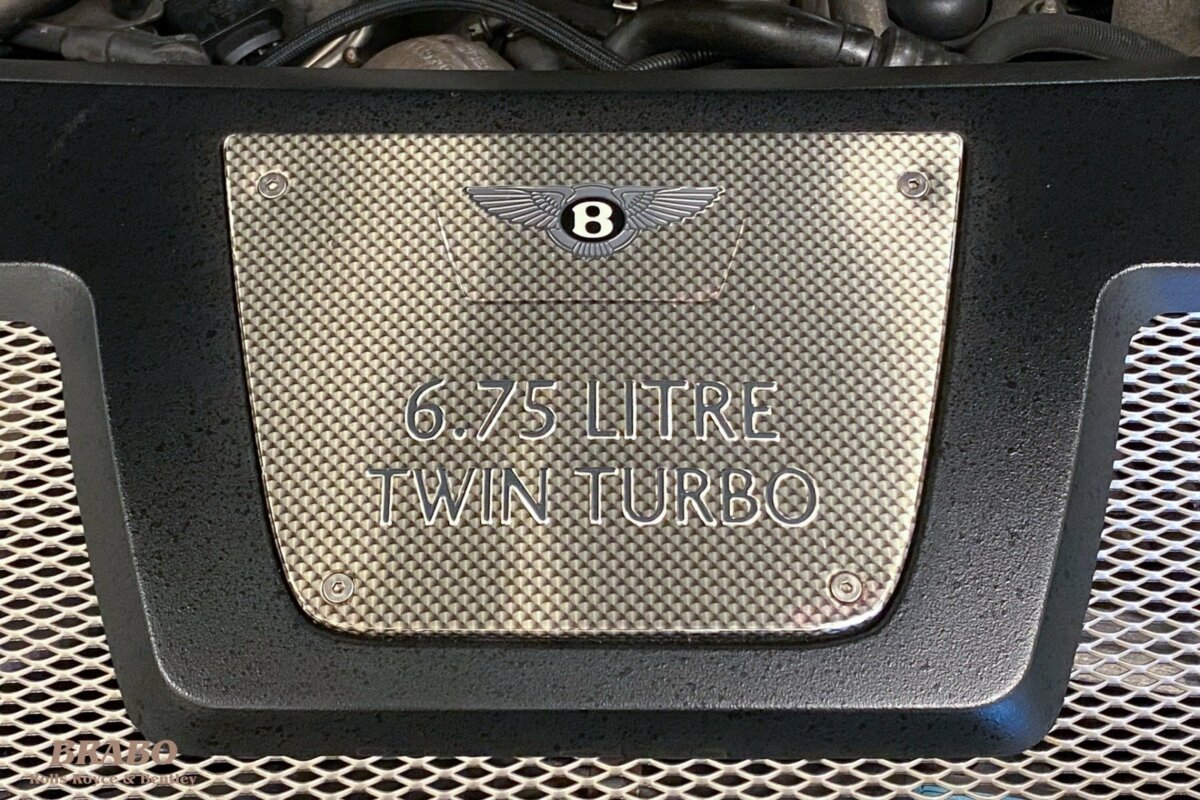 B
6.75 LITRE
TWIN TURBO
BRABO
Rolls-Royce & Bentley